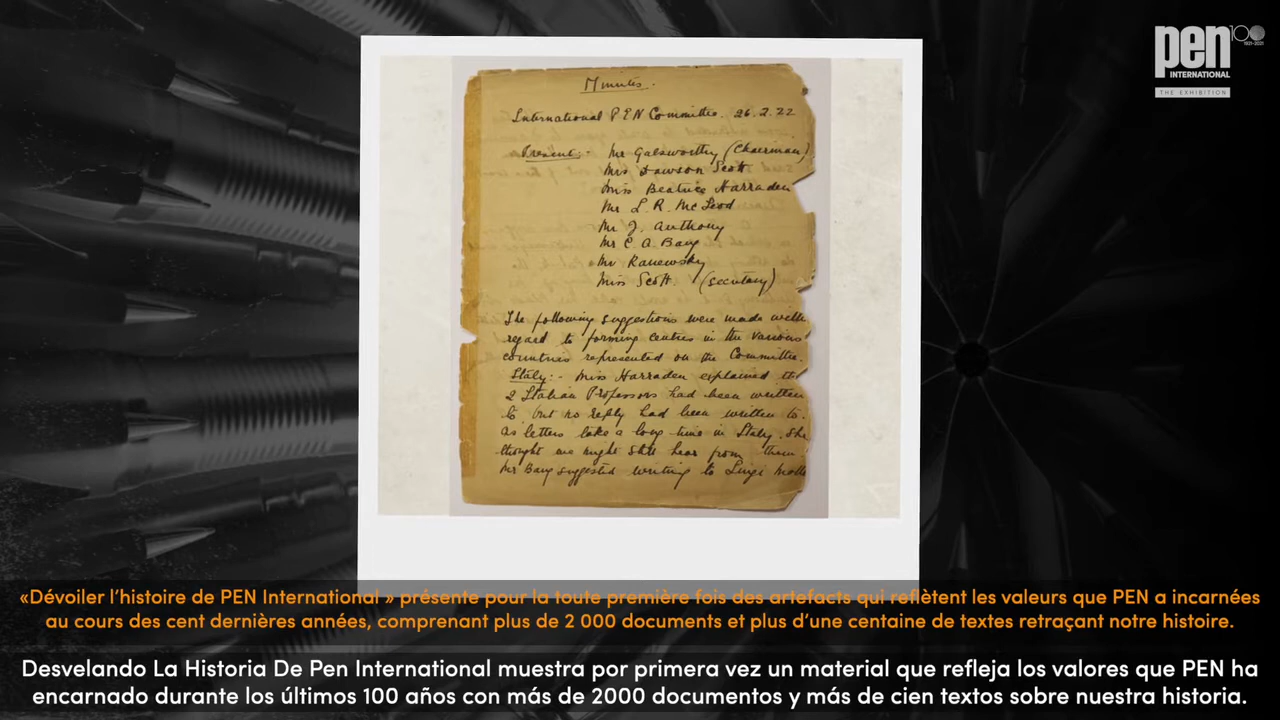 pen
100
1921-2021
INTERNATIONAL
THE EXHIBITION
Minutes.
International P.E.N Committee. 26.2.22
Present:- Mr Galsworthy (Chairman)
Mrs Dawson Scott
Miss Beatrice Harraden
Mr L. R. McLeod
Mr J. Anthony
Mr C. A. Bang
Mr Ranewsky
Miss Scott (secretary)
The following suggestions were made with
regard to forming centres in the various
countries represented on the Committee.
Italy:- Miss Harraden explained
2 Italian Professors had been written
to but no reply had been written to.
As letters take a long time in Italy. She
thought we might still hear from them
Mr Bang suggested writing to Luigi
«Dévoiler l'histoire de PEN International » présente pour la toute première fois des artefacts qui reflètent les valeurs que PEN a incarnées
au cours des cent dernières années, comprenant plus de 2 000 documents et plus d'une centaine de textes retraçant notre histoire.
Desvelando La Historia De Pen International muestra por primera vez un material que refleja los valores que PEN ha
encarnado durante los últimos 100 años con más de 2000 documentos y más de cien textos sobre nuestra historia.